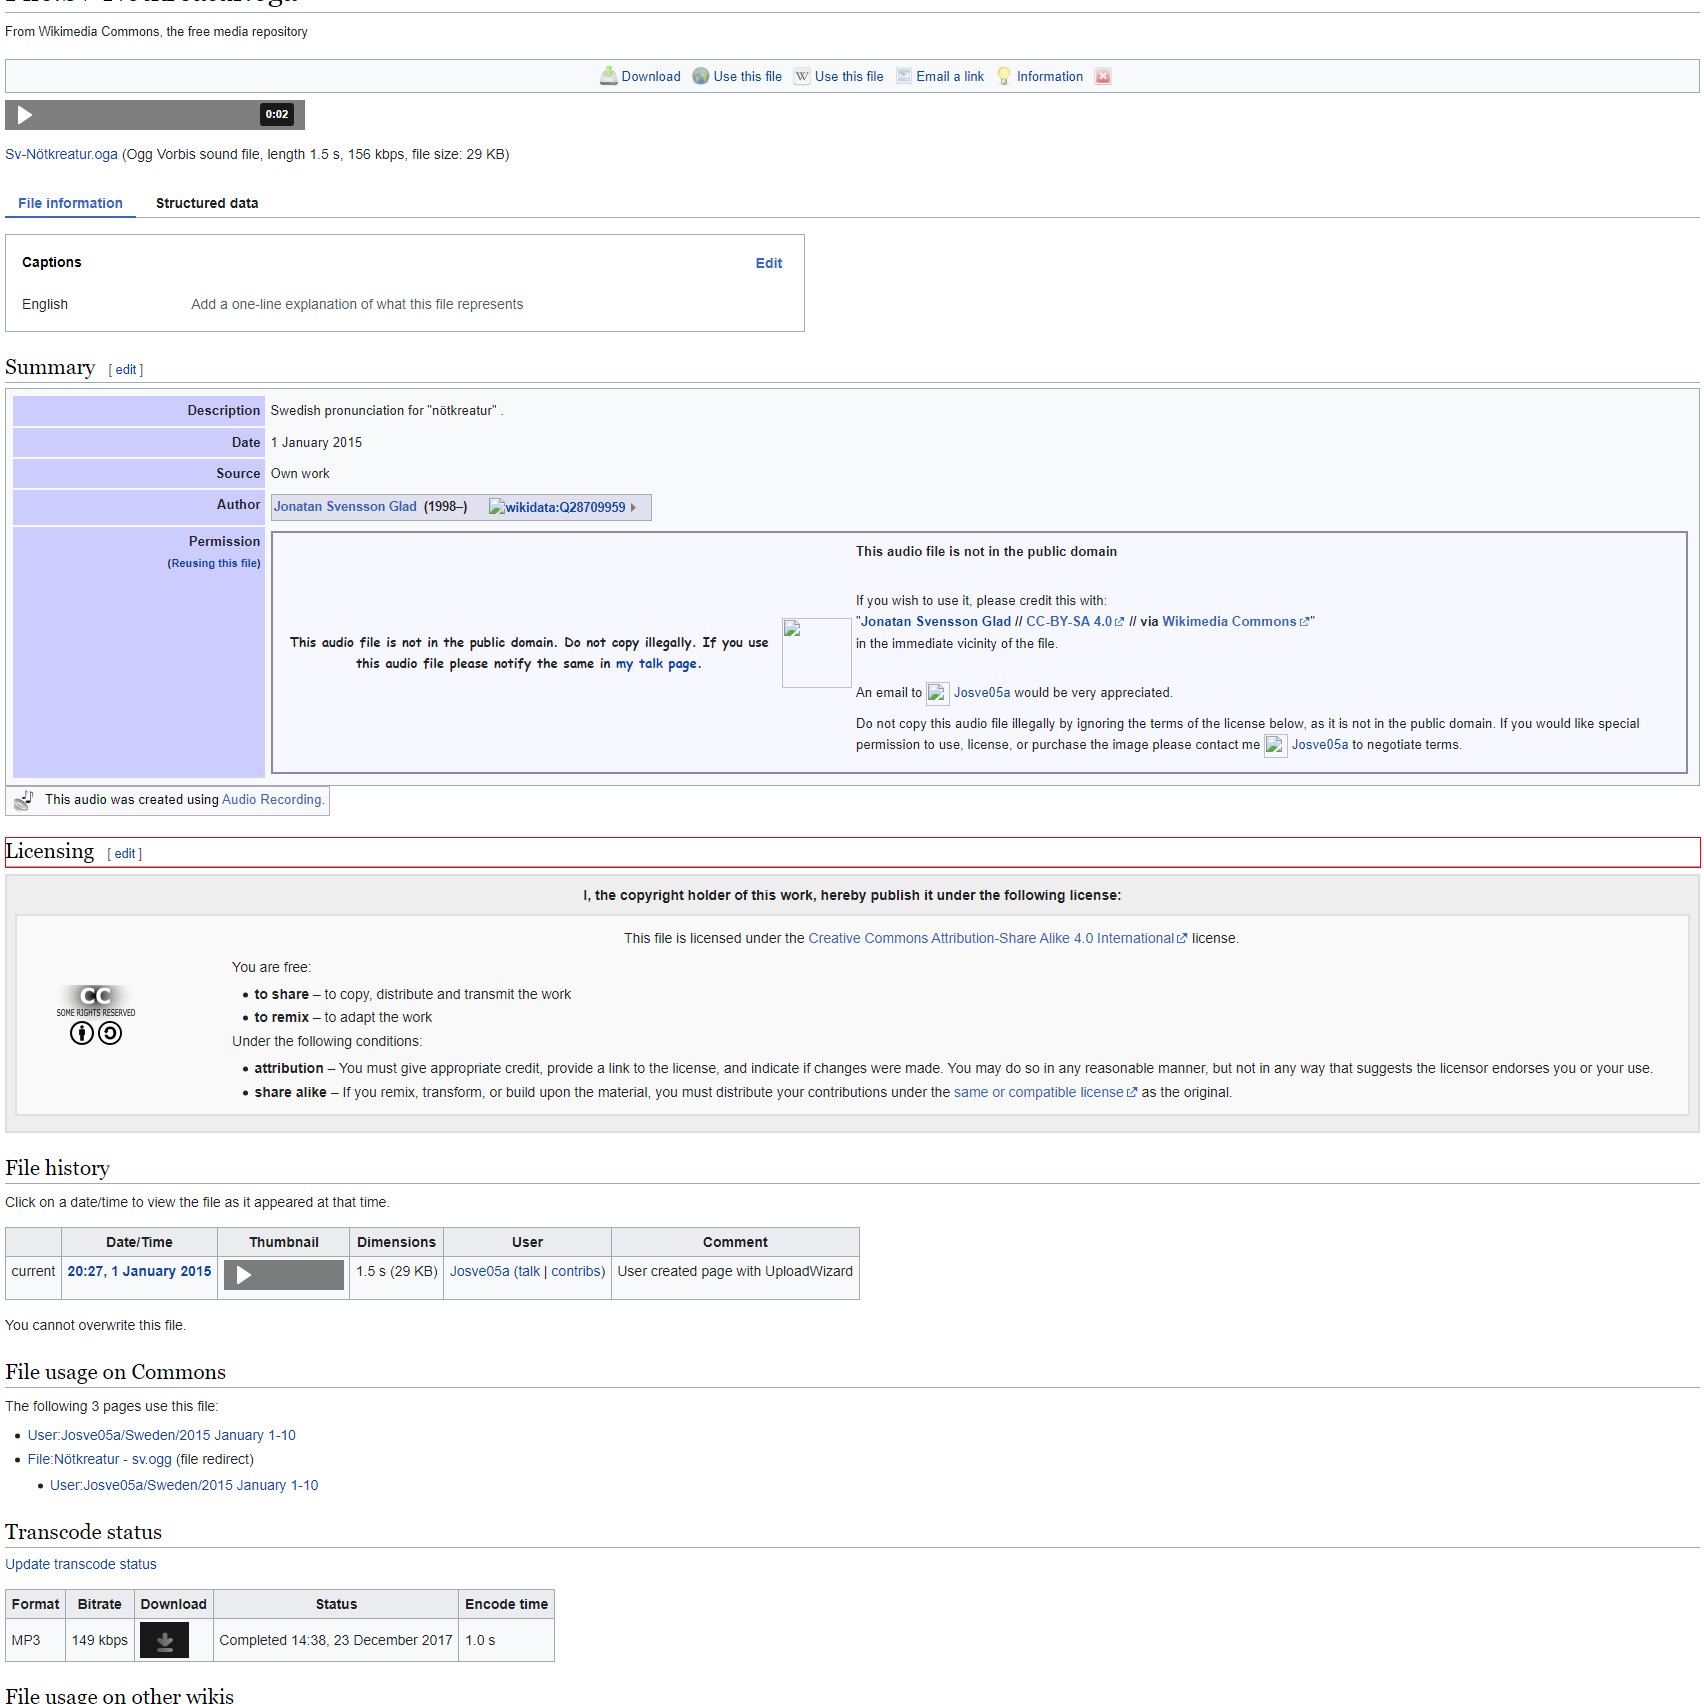 From Wikimedia Commons, the free media repository
Download Use this file Use this file Email a link Information
0:02
Sv-Nötkreatur.oga (Ogg Vorbis sound file, length 1.5 s, 156 kbps, file size: 29 KB)
File information Structured data
Captions Edit
English Add a one-line explanation of what this file represents
Summary [ edit ]
Description Swedish pronunciation for "nötkreatur" .
Date 1 January 2015
Source Own work
Author Jonatan Svensson Glad (1998–) wikidata:Q28709959
Permission
(Reusing this file)
This audio file is not in the public domain. Do not copy illegally. If you use
this audio file please notify the same in my talk page.
This audio file is not in the public domain
If you wish to use it, please credit this with:
"Jonatan Svensson Glad // CC-BY-SA 4.0 // via Wikimedia Commons"
in the immediate vicinity of the file.
An email to Josve05a would be very appreciated.
Do not copy this audio file illegally by ignoring the terms of the license below, as it is not in the public domain. If you would like special
permission to use, license, or purchase the image please contact me Josve05a to negotiate terms.
This audio was created using Audio Recording.
Licensing [ edit ]
I, the copyright holder of this work, hereby publish it under the following license:
This file is licensed under the Creative Commons Attribution-Share Alike 4.0 International license.
CC
SOME RIGHTS RESERVED
You are free:
• to share – to copy, distribute and transmit the work
• to remix – to adapt the work
Under the following conditions:
• attribution – You must give appropriate credit, provide a link to the license, and indicate if changes were made. You may do so in any reasonable manner, but not in any way that suggests the licensor endorses you or your use.
• share alike – If you remix, transform, or build upon the material, you must distribute your contributions under the same or compatible license as the original.
File history
Click on a date/time to view the file as it appeared at that time.
Date/Time Thumbnail Dimensions User Comment
current 20:27, 1 January 2015 1.5 s (29 KB) Josve05a (talk | contribs) User created page with UploadWizard
You cannot overwrite this file.
File usage on Commons
The following 3 pages use this file:
• User:Josve05a/Sweden/2015 January 1-10
• File:Nötkreatur - sv.ogg (file redirect)
• User:Josve05a/Sweden/2015 January 1-10
Transcode status
Update transcode status
Format Bitrate Download Status Encode time
MP3 149 kbps Completed 14:38, 23 December 2017 1.0 s
File usage on other wikis